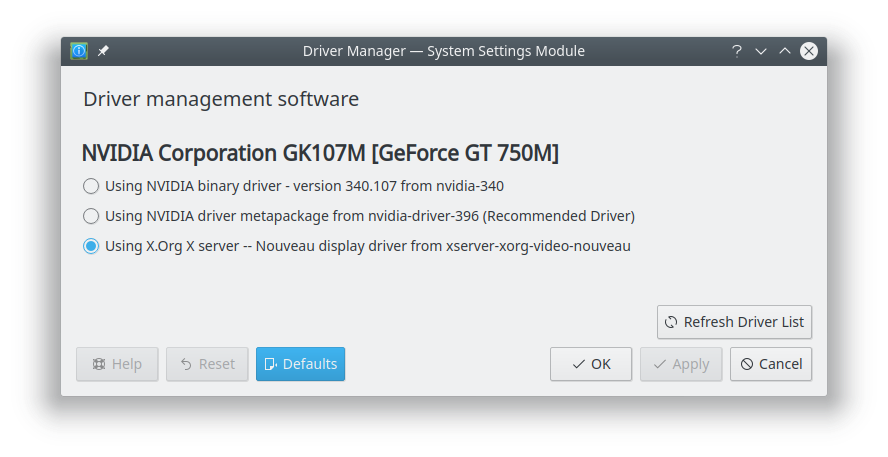 Driver Manager — System Settings Module
Driver management software
NVIDIA Corporation GK107M [GeForce GT 750M]
Using NVIDIA binary driver - version 340.107 from nvidia-340
Using NVIDIA driver metapackage from nvidia-driver-396 (Recommended Driver)
Using X.Org X server -- Nouveau display driver from xserver-xorg-video-nouveau
Refresh Driver List
Help Reset Defaults OK Apply Cancel